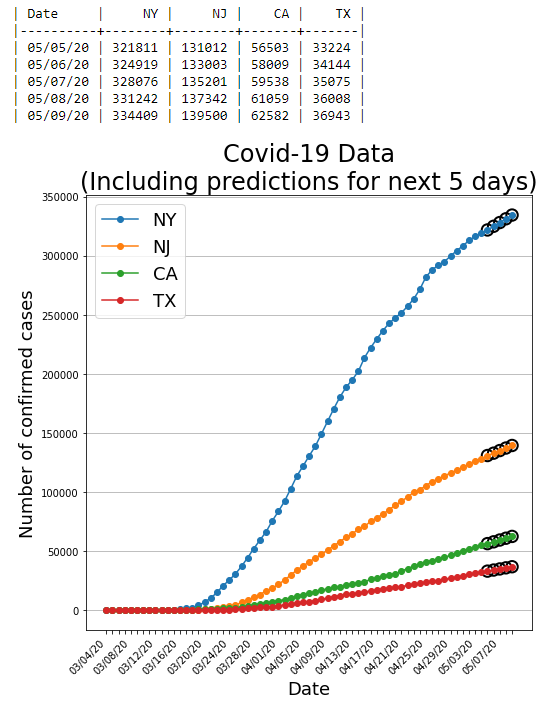 | Date     |     NY |     NJ |    CA |    TX |
|----------+--------+--------+-------+-------|
| 05/05/20 | 321811 | 131012 | 56503 | 33224 |
| 05/06/20 | 324919 | 133003 | 58009 | 34144 |
| 05/07/20 | 328076 | 135201 | 59538 | 35075 |
| 05/08/20 | 331242 | 137342 | 61059 | 36008 |
| 05/09/20 | 334409 | 139500 | 62582 | 36943 |
Covid-19 Data
(Including predictions for next 5 days)
NY
NJ
CA
TX
Number of confirmed cases
350000
300000
250000
200000
150000
100000
50000
0
03/04/20
03/08/20
03/12/20
03/16/20
03/20/20
03/24/20
03/28/20
04/01/20
04/05/20
04/09/20
04/13/20
04/17/20
04/21/20
04/25/20
04/29/20
05/03/20
05/07/20
Date